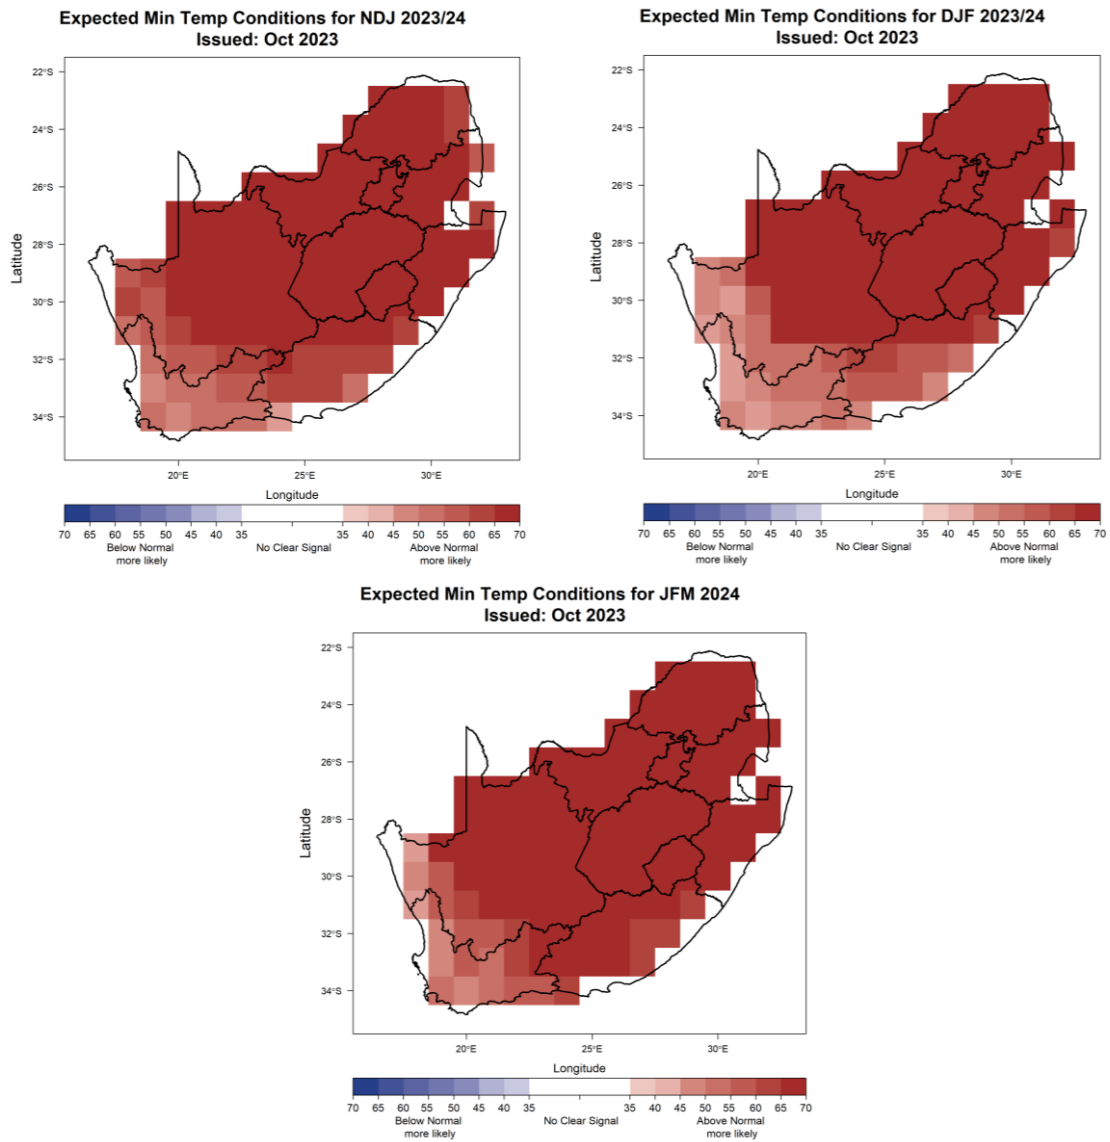 Expected Min Temp Conditions for NDJ 2023/24
Issued: Oct 2023
22°S
24°S
26°S
28°S
30°S
32°S
34°S
Latitude
20°E 25°E 30°E
Longitude
70 65 60 55 50 45 40 35 35 40 45 50 55 60 65 70
Below Normal No Clear Signal Above Normal
more likely more likely
Expected Min Temp Conditions for DJF 2023/24
Issued: Oct 2023
22°S
24°S
26°S
28°S
30°S
32°S
34°S
Latitude
20°E 25°E 30°E
Longitude
70 65 60 55 50 45 40 35 35 40 45 50 55 60 65 70
Below Normal No Clear Signal Above Normal
more likely more likely
Expected Min Temp Conditions for JFM 2024
Issued: Oct 2023
22°S
24°S
26°S
28°S
30°S
32°S
34°S
Latitude
20°E 25°E 30°E
Longitude
70 65 60 55 50 45 40 35 35 40 45 50 55 60 65 70
Below Normal No Clear Signal Above Normal
more likely more likely